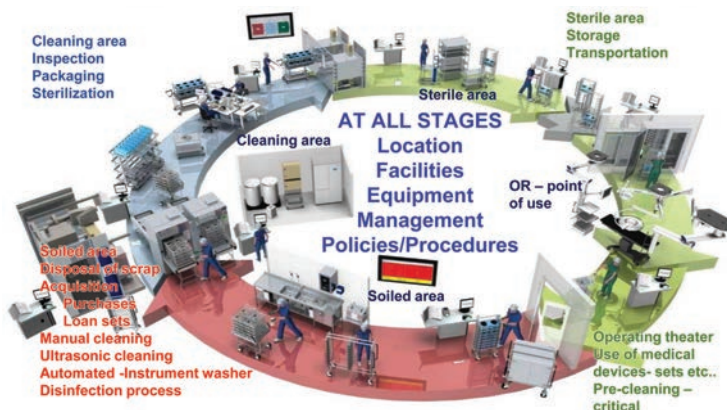 Cleaning area
Inspection
Packaging
Sterilization
Sterile area
Storage
Transportation
Sterile area
Cleaning area
AT ALL STAGES
Location
Facilities
Equipment
Management
Policies/Procedures
OR – point
of use
Soiled area
Disposal of scrap
Acquisition
Purchases
Loan sets
Manual cleaning
Ultrasonic cleaning
Automated -Instrument washer
Disinfection process
Soiled area
Operating theater
Use of medical
devices- sets etc..
Pre-cleaning –
critical